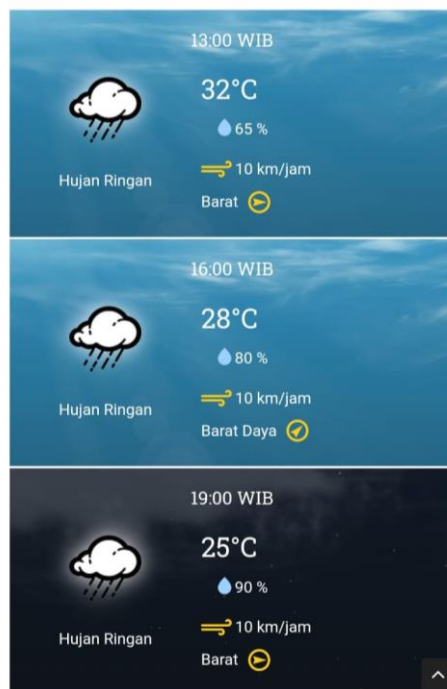 13:00 WIB
32°C
65 %
Hujan Ringan
10 km/jam
Barat
16:00 WIB
28°C
80 %
Hujan Ringan
10 km/jam
Barat Daya
19:00 WIB
25°C
90 %
Hujan Ringan
10 km/jam
Barat